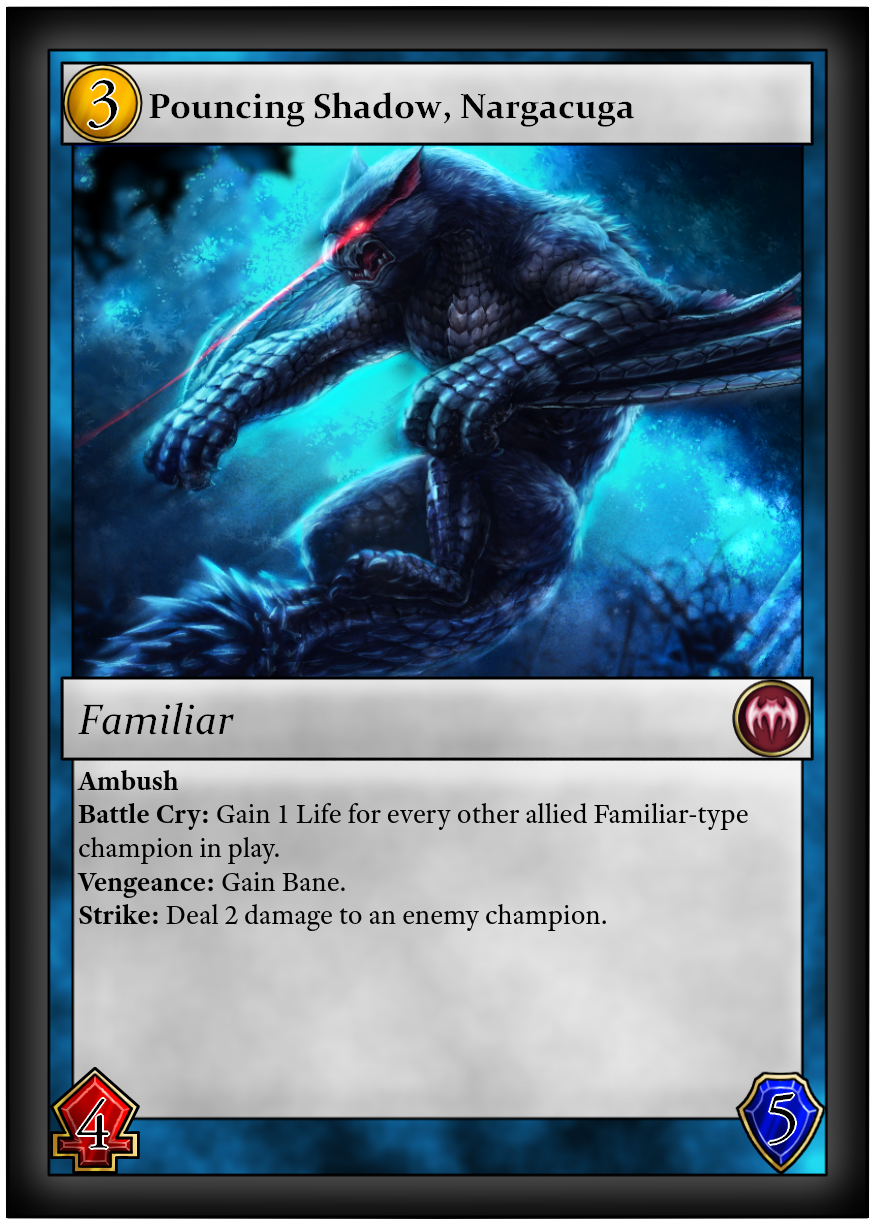 3 Pouncing Shadow, Nargacuga
Familiar
Ambush
Battle Cry: Gain 1 Life for every other allied Familiar-type
champion in play.
Vengeance: Gain Bane.
Strike: Deal 2 damage to an enemy champion.
4 5